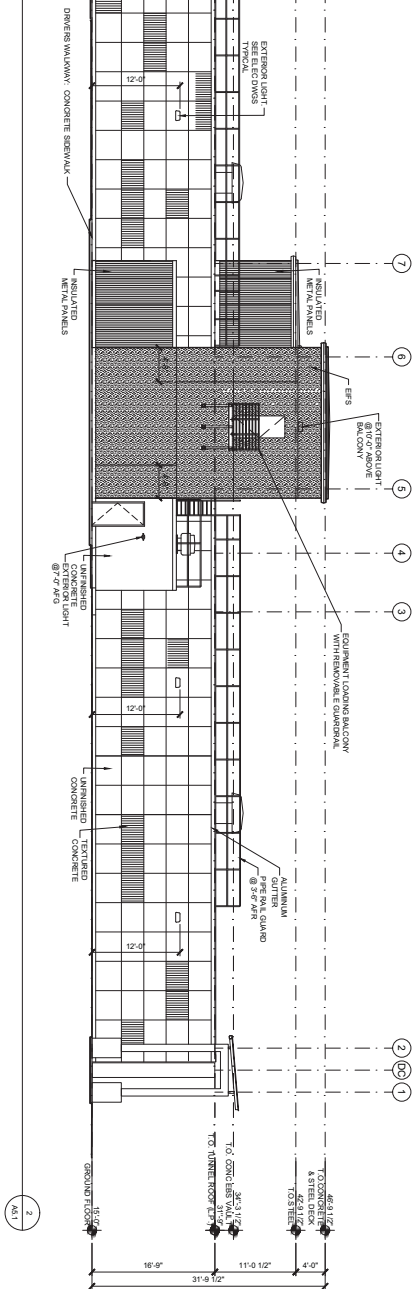 7
6
5
4
3
2
DC
1
46'-9 1/2"
T.O.CONCRETE
& STEEL DECK
42'-9 1/2"
T.O.STEEL
34'-3 1/2"
T.O. CONC EBS VAULT
31'-9"
T.O. TUNNEL ROOF (L.P.)
15'-0"
GROUND FLOOR
4'-0"
11'-0 1/2"
16'-9"
31'-9 1/2"
EXTERIOR LIGHT.
SEE ELEC DWGS
TYPICAL
INSULATED
METAL PANELS
EIFS
EXTERIOR LIGHT
@10'-0" ABOVE
BALCONY
EQUIPMENT LOADING BALCONY
WITH REMOVABLE GUARDRAIL
ALUMINUM
GUTTER
PIPE RAIL GUARD
@ 3'-6" AFR
12'-0"
12'-0"
12'-0"
DRIVERS WALKWAY: CONCRETE SIDEWALK
INSULATED
METAL PANELS
UNFINISHED
CONCRETE
EXTERIOR LIGHT
@7'-0" AFG
UNFINISHED
CONCRETE
TEXTURED
CONCRETE
2
A5.1